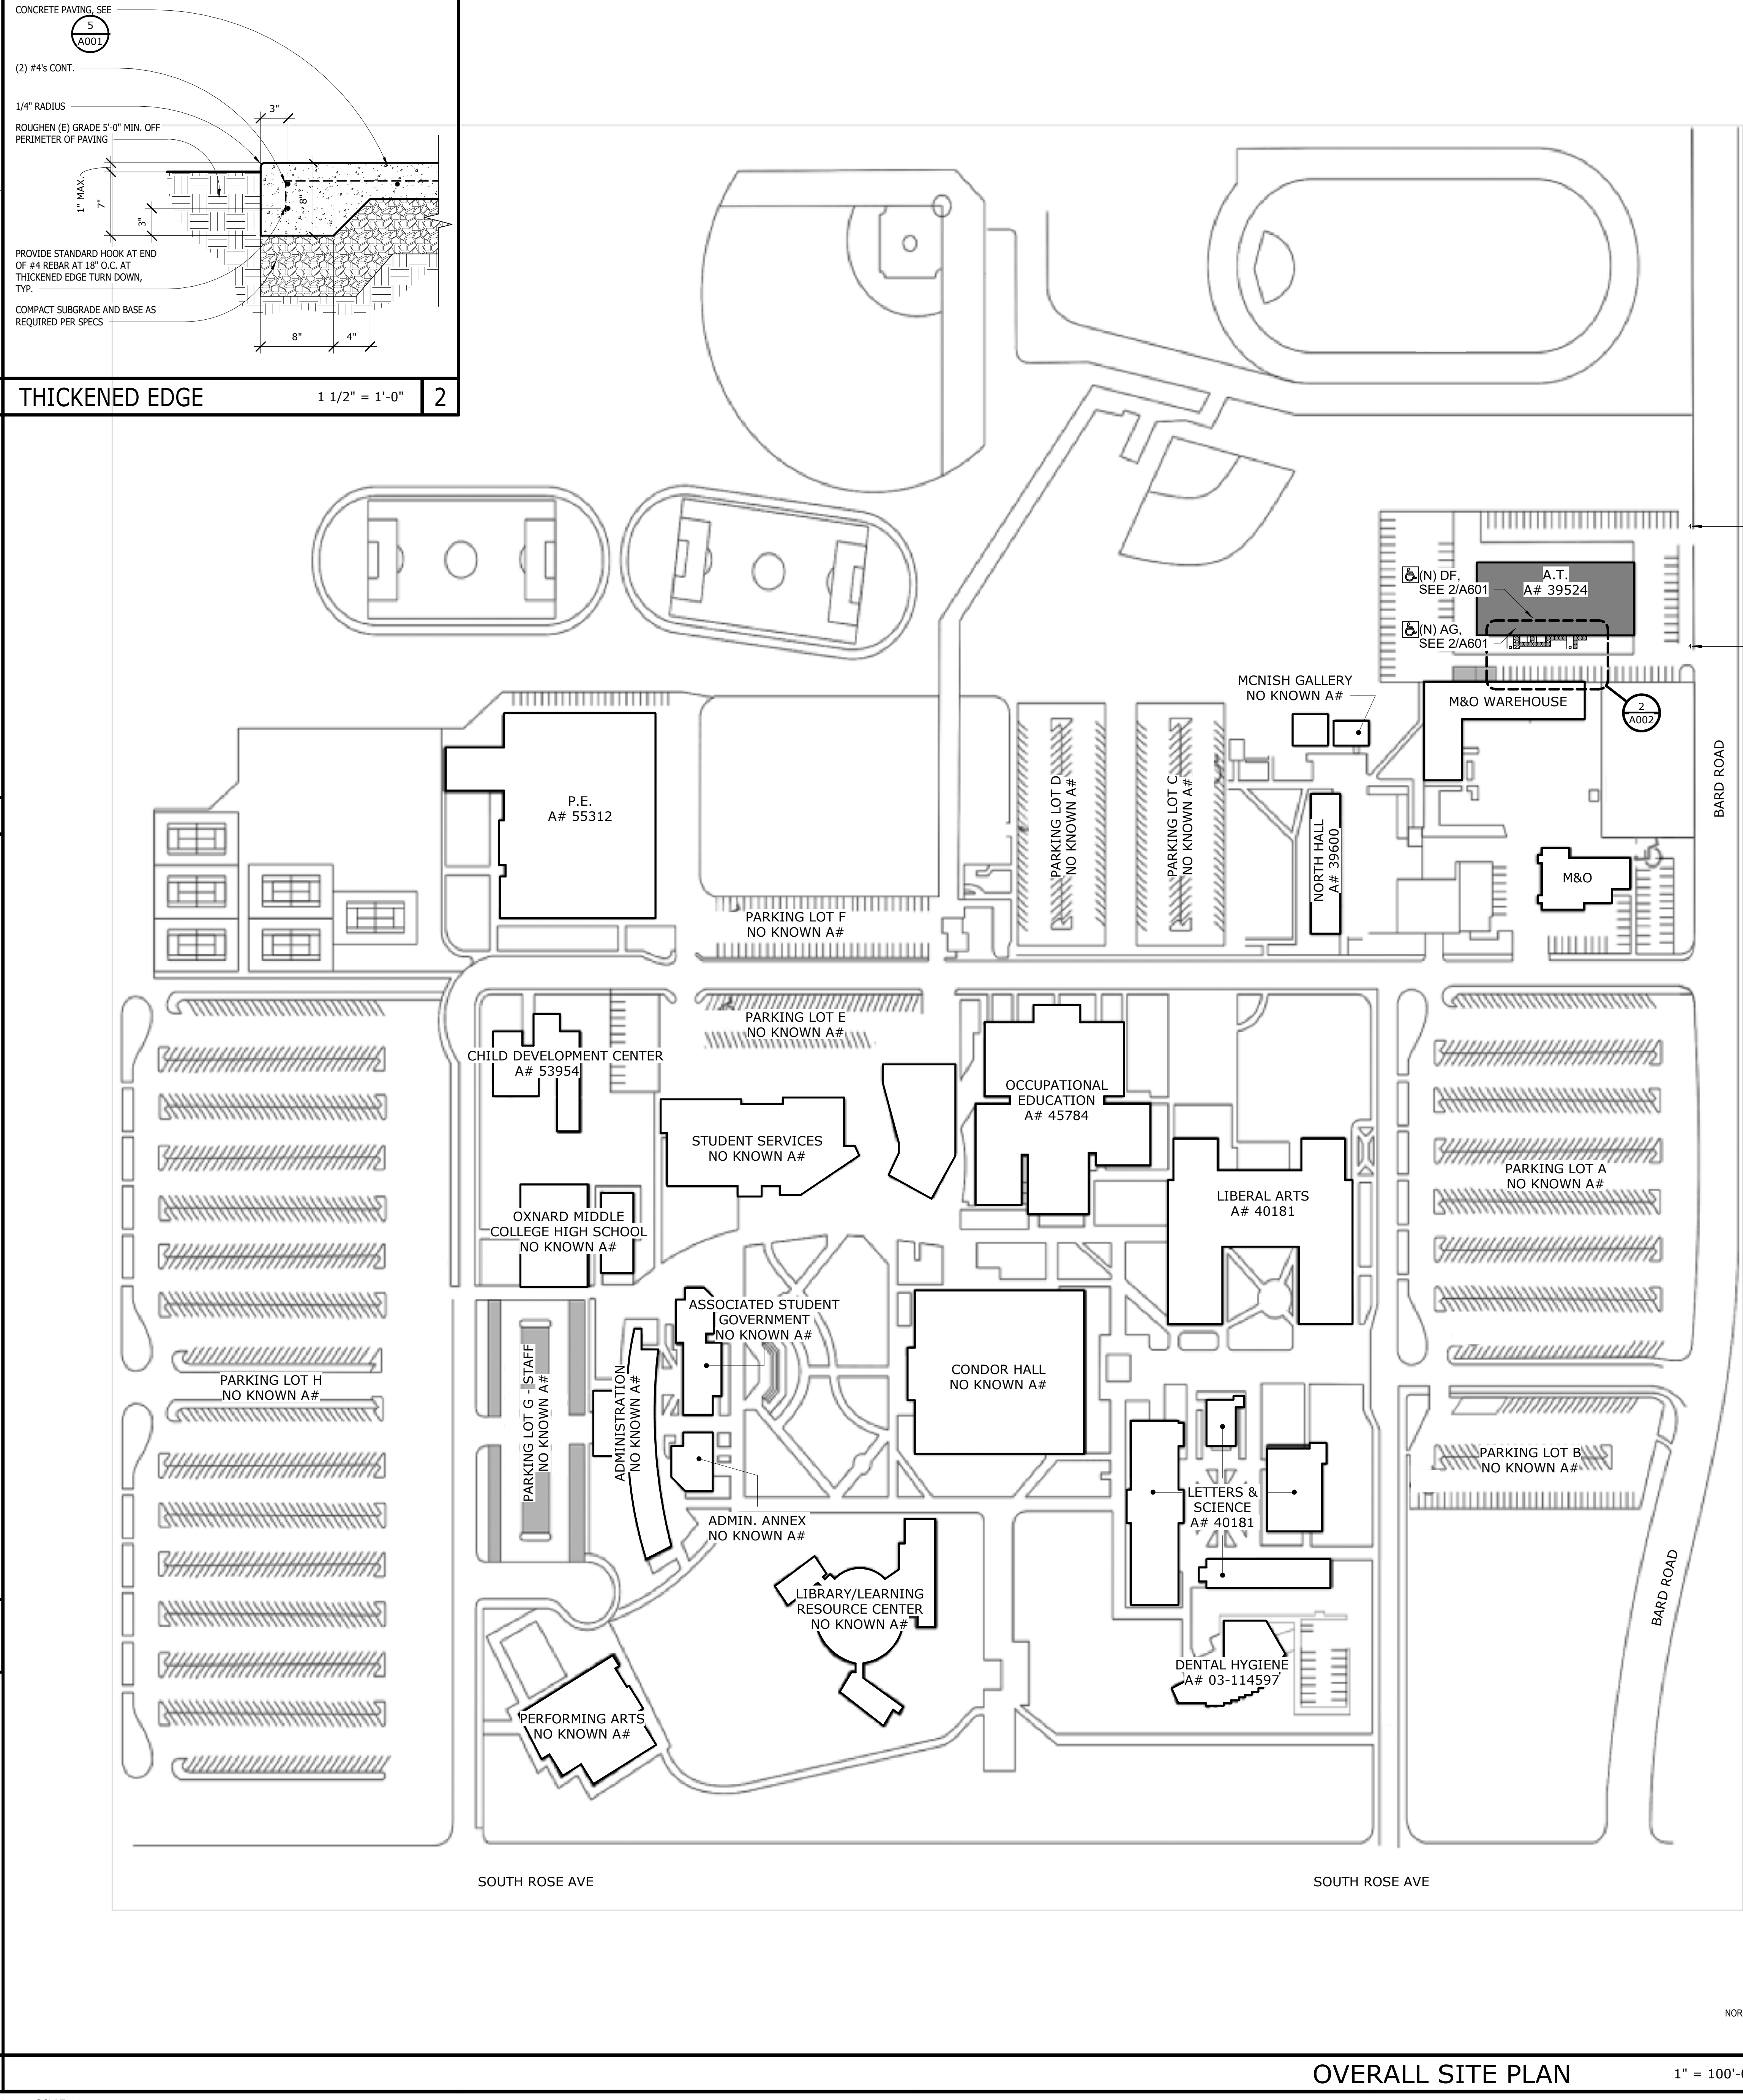 CONCRETE PAVING, SEE
5
A001
(2) #4's CONT.
1/4" RADIUS
ROUGHEN (E) GRADE 5'-0" MIN. OFF
PERIMETER OF PAVING
3"
1" MAX.
7"
3"
8"
PROVIDE STANDARD HOOK AT END
OF #4 REBAR AT 18" O.C. AT
THICKENED EDGE TURN DOWN,
TYP.
COMPACT SUBGRADE AND BASE AS
REQUIRED PER SPECS
8"
4"
THICKENED EDGE
1 1/2" = 1'-0"
2
(N) DF,
SEE 2/A601
A.T.
A# 39524
(N) AG,
SEE 2/A601
MCNISH GALLERY
NO KNOWN A#
M&O WAREHOUSE
2
A002
BARD ROAD
P.E.
A# 55312
PARKING LOT D
NO KNOWN A#
PARKING LOT C
NO KNOWN A#
NORTH HALL
A# 39600
M&O
PARKING LOT F
NO KNOWN A#
PARKING LOT E
NO KNOWN A#
CHILD DEVELOPMENT CENTER
A# 53954
OCCUPATIONAL
EDUCATION
A# 45784
STUDENT SERVICES
NO KNOWN A#
PARKING LOT A
NO KNOWN A#
LIBERAL ARTS
A# 40181
OXNARD MIDDLE
COLLEGE HIGH SCHOOL
NO KNOWN A#
ASSOCIATED STUDENT
GOVERNMENT
NO KNOWN A#
PARKING LOT H
NO KNOWN A#
PARKING LOT G - STAFF
NO KNOWN A#
ADMINISTRATION
NO KNOWN A#
CONDOR HALL
NO KNOWN A#
PARKING LOT B
NO KNOWN A#
LETTERS &
SCIENCE
A# 40181
ADMIN. ANNEX
NO KNOWN A#
LIBRARY/LEARNING
RESOURCE CENTER
NO KNOWN A#
BARD ROAD
DENTAL HYGIENE
A# 03-114597
PERFORMING ARTS
NO KNOWN A#
SOUTH ROSE AVE
SOUTH ROSE AVE
NOR
OVERALL SITE PLAN
1" = 100'-0